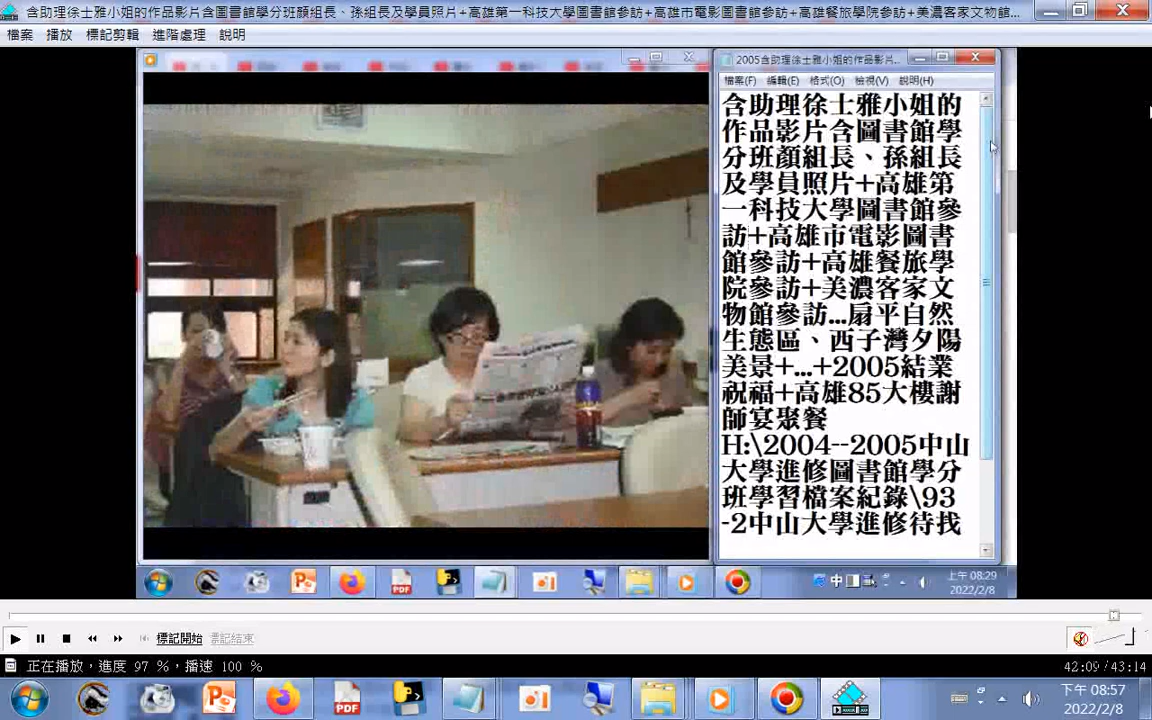 含助理徐士雅小姐的作品影片含圖書館學分班顏組長、孫組長及學員照片+高雄第一科技大學圖書館參訪+高雄市電影圖書館參訪+高雄餐旅學院參訪+美濃客家文物館...
檔案 播放 標記剪輯 進階處理 說明
2005含助理徐士雅小姐的作品影片...
檔案(F) 編輯(E) 格式(O) 檢視(V) 說明(H)
含助理徐士雅小姐的
作品影片含圖書館學
分班顏組長、孫組長
及學員照片+高雄第
一科技大學圖書館參
訪+高雄市電影圖書
館參訪+高雄餐旅學
院參訪+美濃客家文
物館參訪...扇平自然
生態區、西子灣夕陽
美景+...+2005結業
祝福+高雄85大樓謝
師宴聚餐
H:\2004--2005中山
大學進修圖書館學分
班學習檔案紀錄\93
-2中山大學進修待找
中
上午 08:29
2022/2/8
標記開始 標記結束
正在播放，進度 97 %，播速 100 %
42:09 / 43:14
下午 08:57
2022/2/8